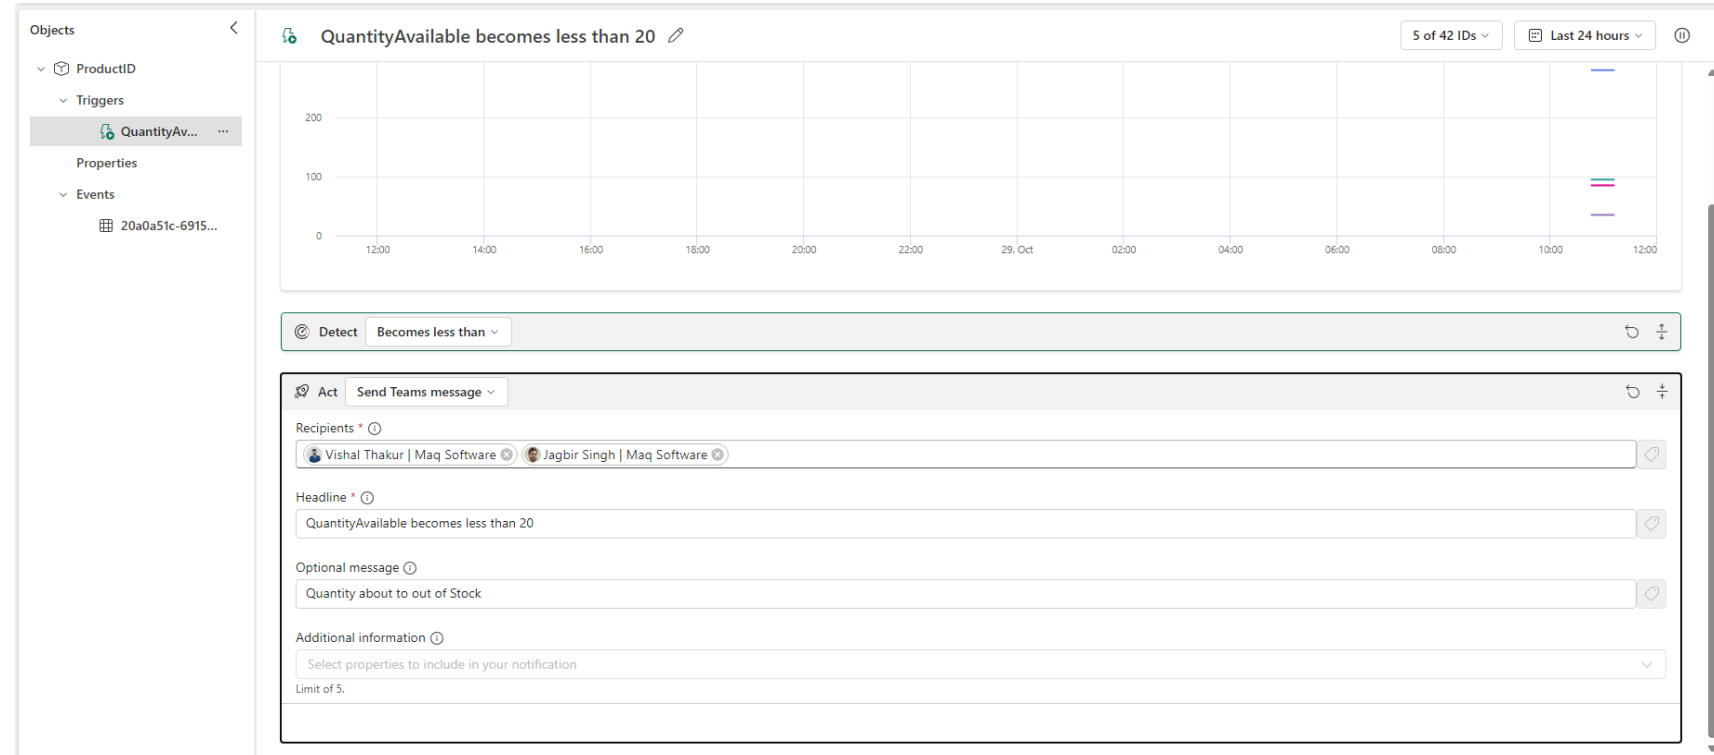 Objects
ProductID
Triggers
QuantityAv... ...
Properties
Events
20a0a51c-6915...
QuantityAvailable becomes less than 20
5 of 42 IDs
Last 24 hours
200
100
0
12:00 14:00 16:00 18:00 20:00 22:00 29. Oct 02:00 04:00 06:00 08:00 10:00 12:00
Detect Becomes less than
Act Send Teams message
Recipients *
Vishal Thakur | Maq Software Jagbir Singh | Maq Software
Headline *
QuantityAvailable becomes less than 20
Optional message
Quantity about to out of Stock
Additional information
Select properties to include in your notification
Limit of 5.